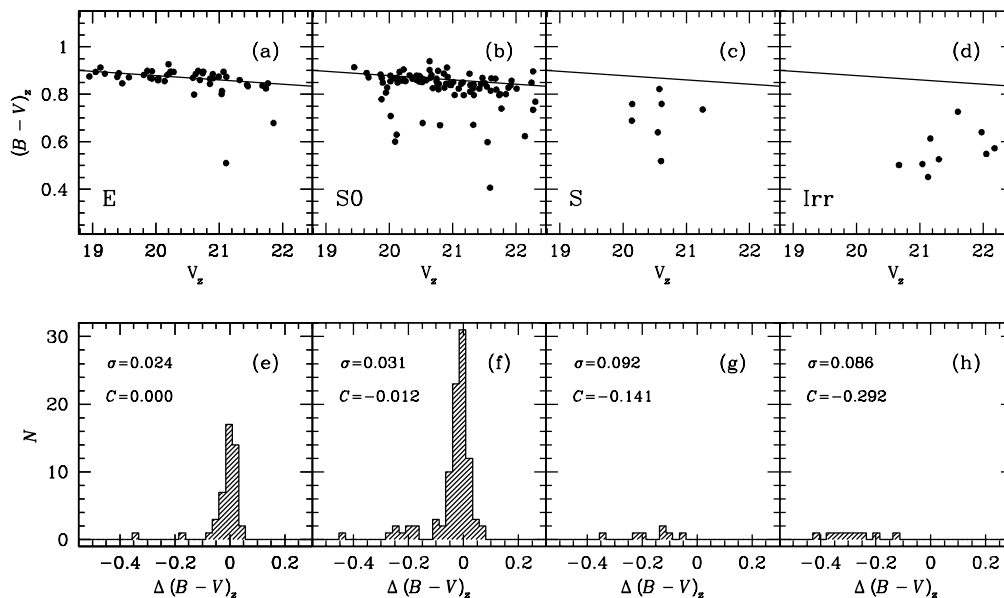 1
0.8
0.6
0.4
(B − V)z
(a)
(b)
(c)
(d)
E
S0
S
Irr
19 20 21 22
19 20 21 22
19 20 21 22
19 20 21 22
Vz
Vz
Vz
Vz
30
20
10
0
N
σ=0.024
C=0.000
(e)
σ=0.031
C=−0.012
(f)
σ=0.092
C=−0.141
(g)
σ=0.086
C=−0.292
(h)
−0.4 −0.2 0 0.2
−0.4 −0.2 0 0.2
−0.4 −0.2 0 0.2
−0.4 −0.2 0 0.2
Δ (B − V)z
Δ (B − V)z
Δ (B − V)z
Δ (B − V)z